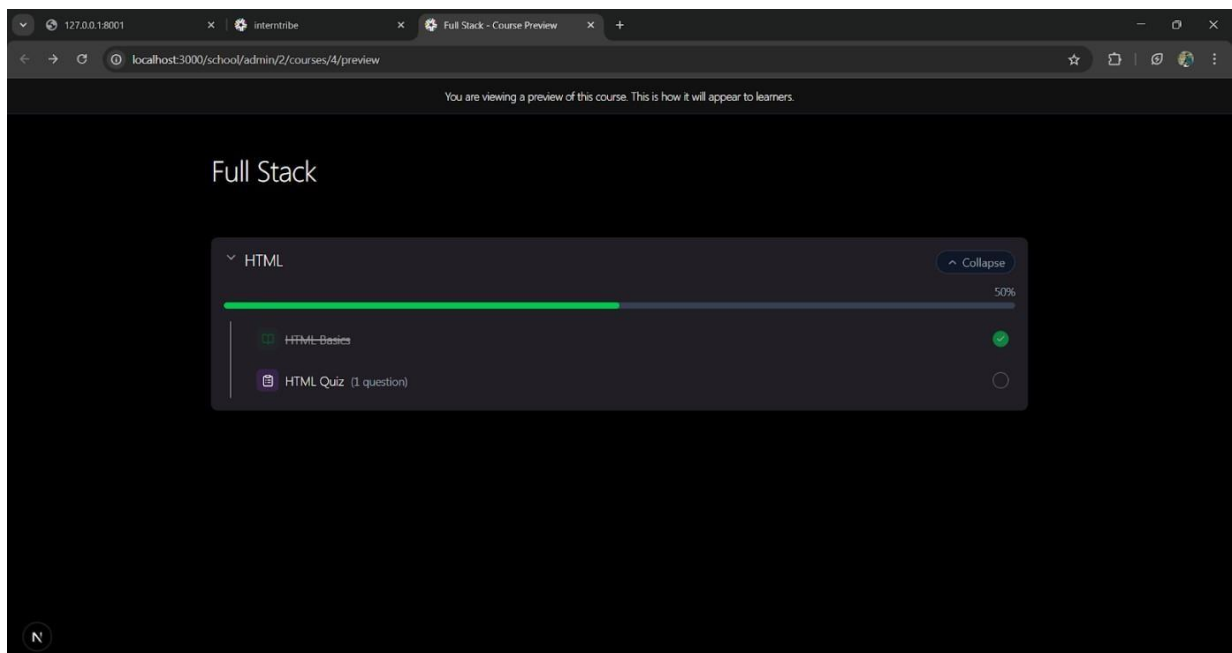 127.0.0.1:8001
interntribe
Full Stack - Course Preview
localhost:3000/school/admin/2/courses/4/preview
You are viewing a preview of this course. This is how it will appear to learners.
Full Stack
HTML
Collapse
50%
HTML Basics
HTML Quiz (1 question)
N